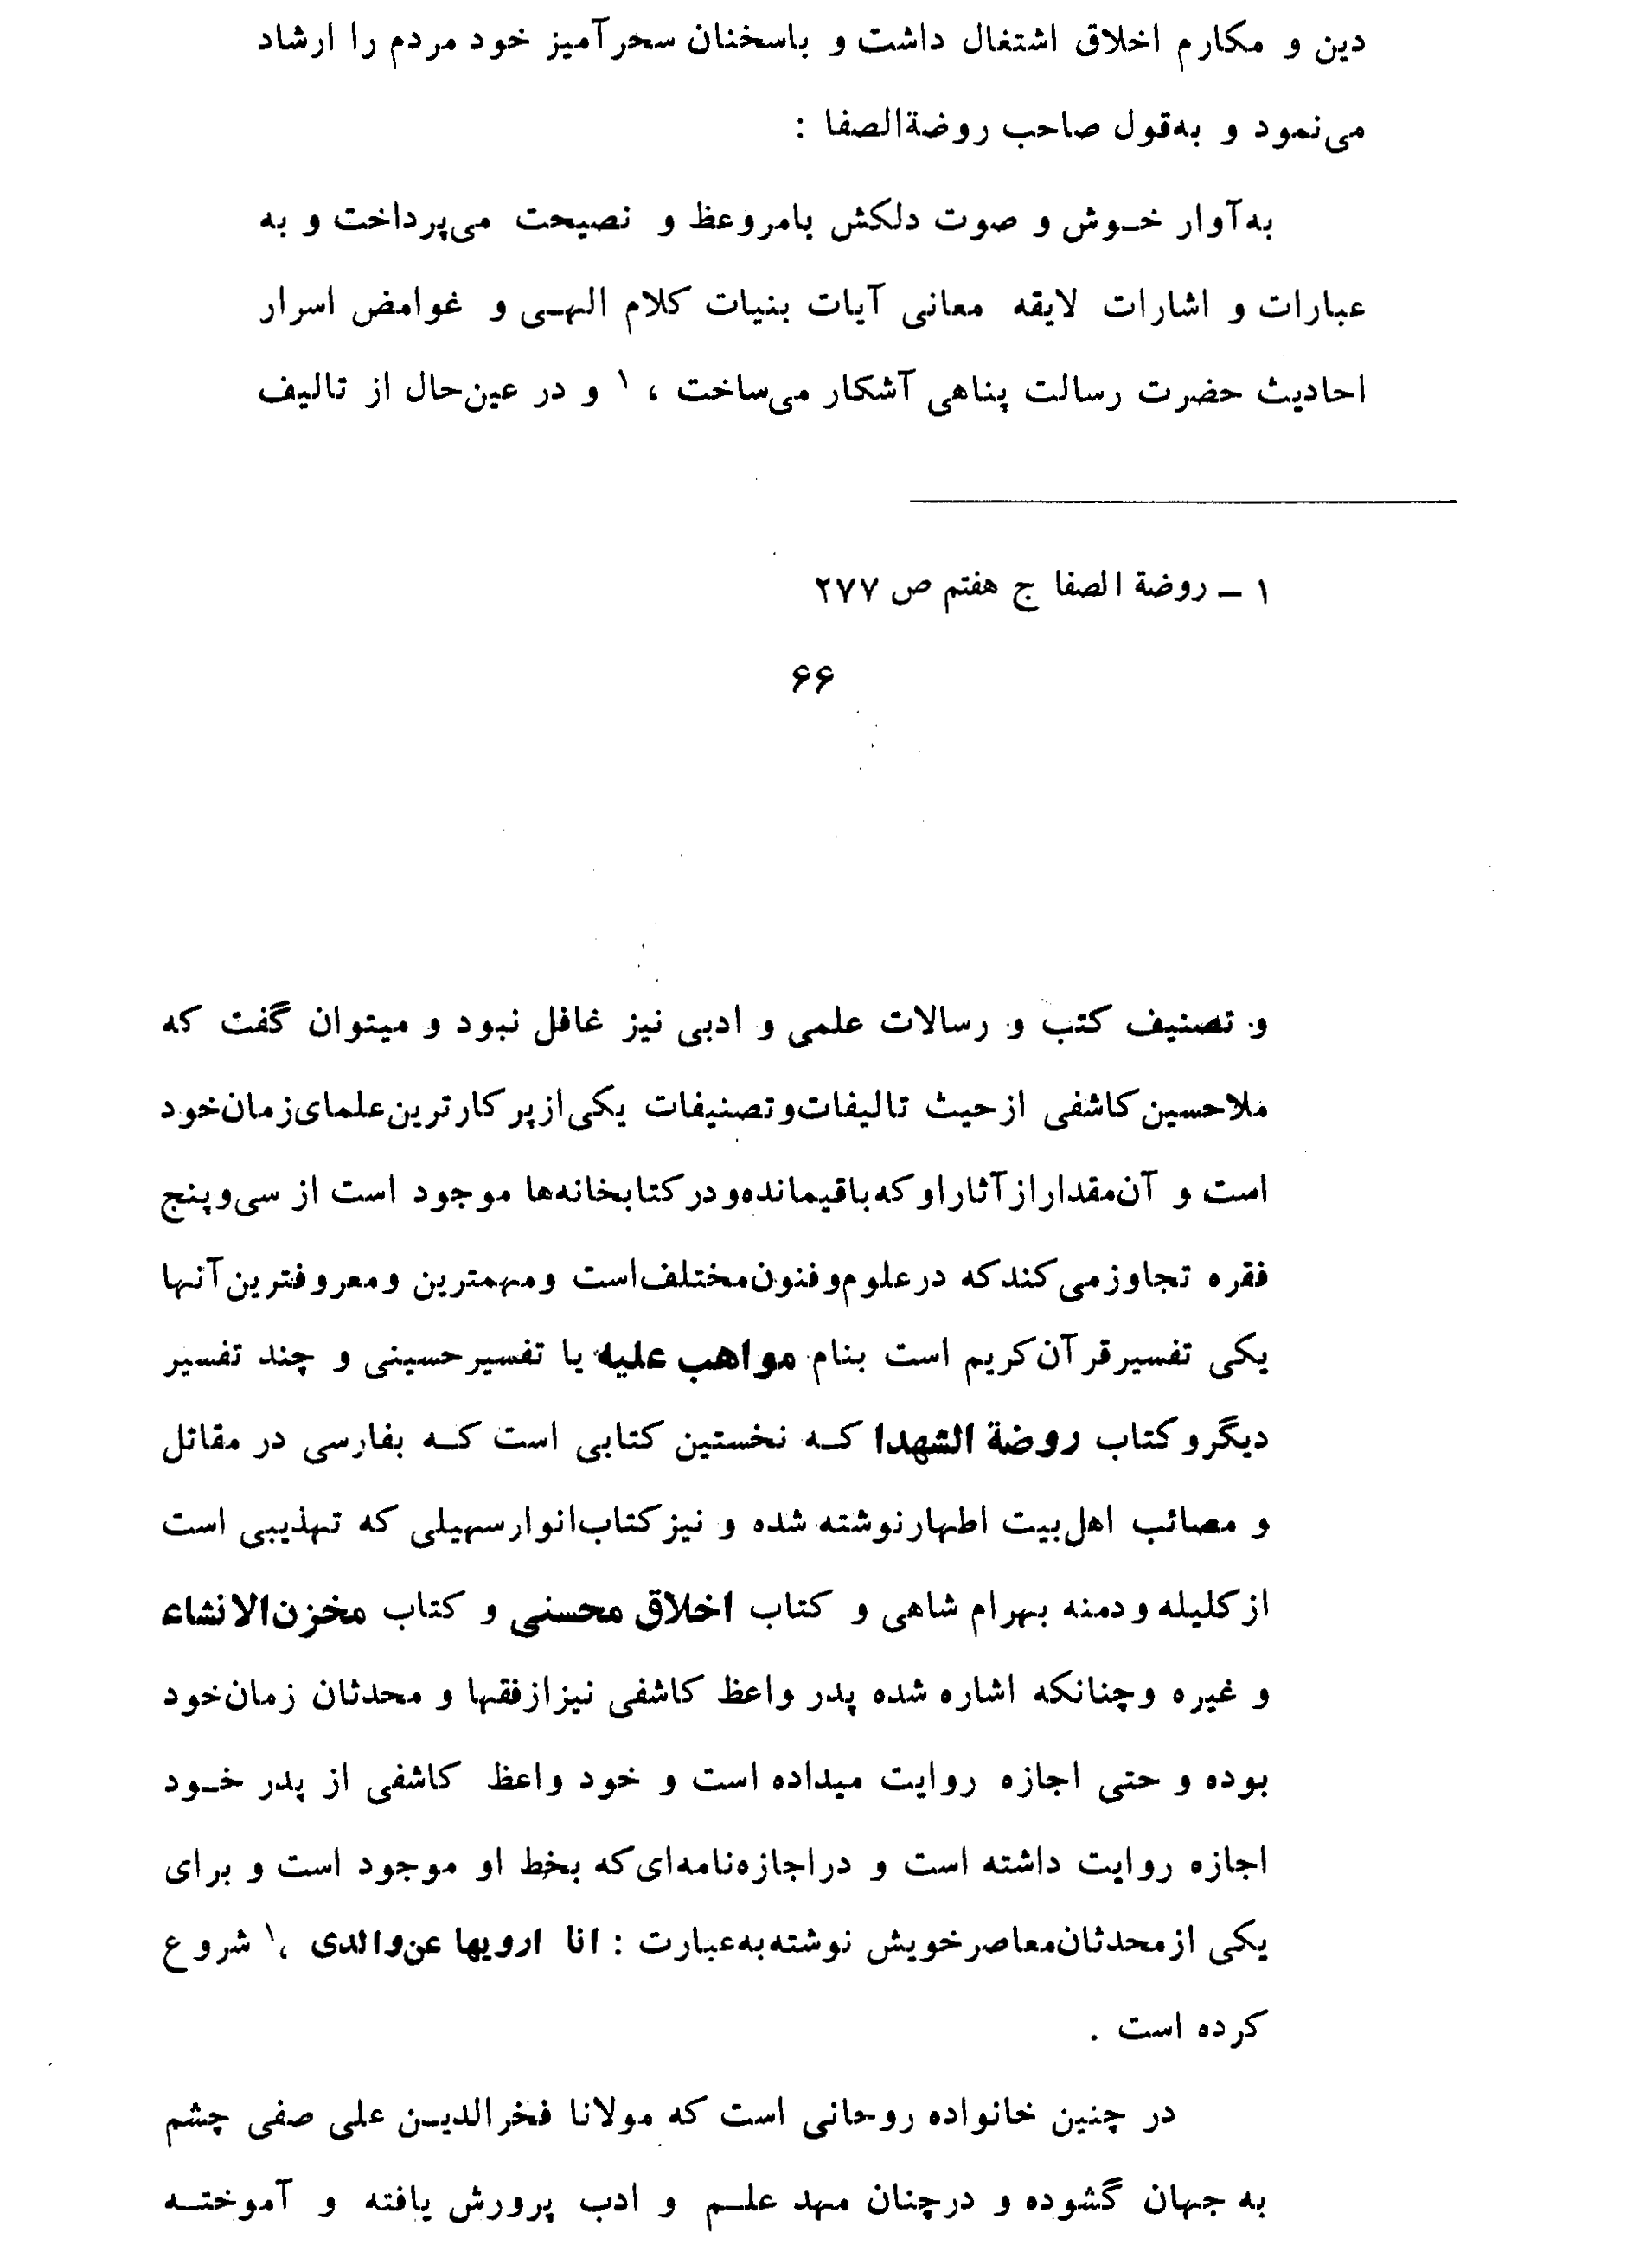 دین و مکارم اخلاق اشتغال داشت و باسخنان سحرآمیز خود مردم را ارشاد
می‌نمود و به‌قول صاحب روضةالصفا :
به‌آوار خـوش و صوت دلکش بامروعظ و نصیحت می‌پرداخت و به
عبارات و اشارات لایقه معانی آیات بنیات کلام الهـی و غوامض اسرار
احادیث حضرت رسالت پناهی آشکار می‌ساخت ، ۱ و در عین‌حال از تالیف
۱ – روضة الصفا ج هفتم ص ۲۷۷
۶۶
و تصنیف کتب و رسالات علمی و ادبی نیز غافل نبود و میتوان گفت که
ملاحسین کاشفی ازحیث تالیفات‌وتصنیفات یکی‌ازپرکارترین‌علمای‌زمان‌خود
است و آن‌مقدارازآثاراوکه‌باقیمانده‌ودرکتابخانه‌ها موجود است از سی‌وپنج
فقره تجاوزمی‌کندکه درعلوم‌وفنون‌مختلف‌است ومهمترین ومعروفترین‌آنها
یکی تفسیرقرآن‌کریم است بنام مواهب علیه یا تفسیرحسینی و چند تفسیر
دیگروکتاب روضة الشهدا کـه نخستین کتابی است کـه بفارسی در مقاتل
و مصائب اهل‌بیت اطهارنوشته شده و نیزکتاب‌انوارسهیلی که تهذیبی است
ازکلیله ودمنه بهرام شاهی و کتاب اخلاق محسنی و کتاب مخزن‌الانشاء
و غیره وچنانکه اشاره شده پدر واعظ کاشفی نیزازفقها و محدثان زمان‌خود
بوده و حتی اجازه روایت میداده است و خود واعظ کاشفی از پدر خـود
اجازه روایت داشته است و دراجازه‌نامه‌ای‌که بخط او موجود است و برای
یکی ازمحدثان‌معاصرخویش نوشته‌به‌عبارت : انا ارویها عن‌والدی ،۱ شروع
کرده است .
در چنین خانواده روحانی است که مولانا فخرالدیـن علی صفی چشم
به جهان گشوده و درچنان مهد علـم و ادب پرورش یافته و آموختـه